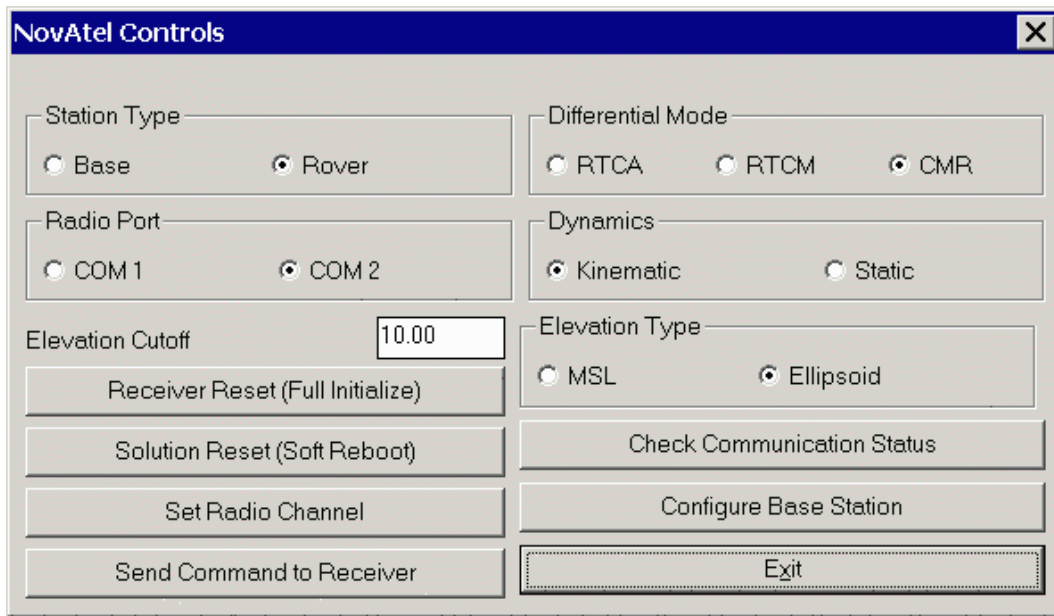 NovAtel Controls
Station Type
Base
Rover
Differential Mode
RTCA
RTCM
CMR
Radio Port
COM 1
COM 2
Dynamics
Kinematic
Static
Elevation Cutoff
10.00
Elevation Type
MSL
Ellipsoid
Receiver Reset (Full Initialize)
Solution Reset (Soft Reboot)
Check Communication Status
Set Radio Channel
Configure Base Station
Send Command to Receiver
Exit